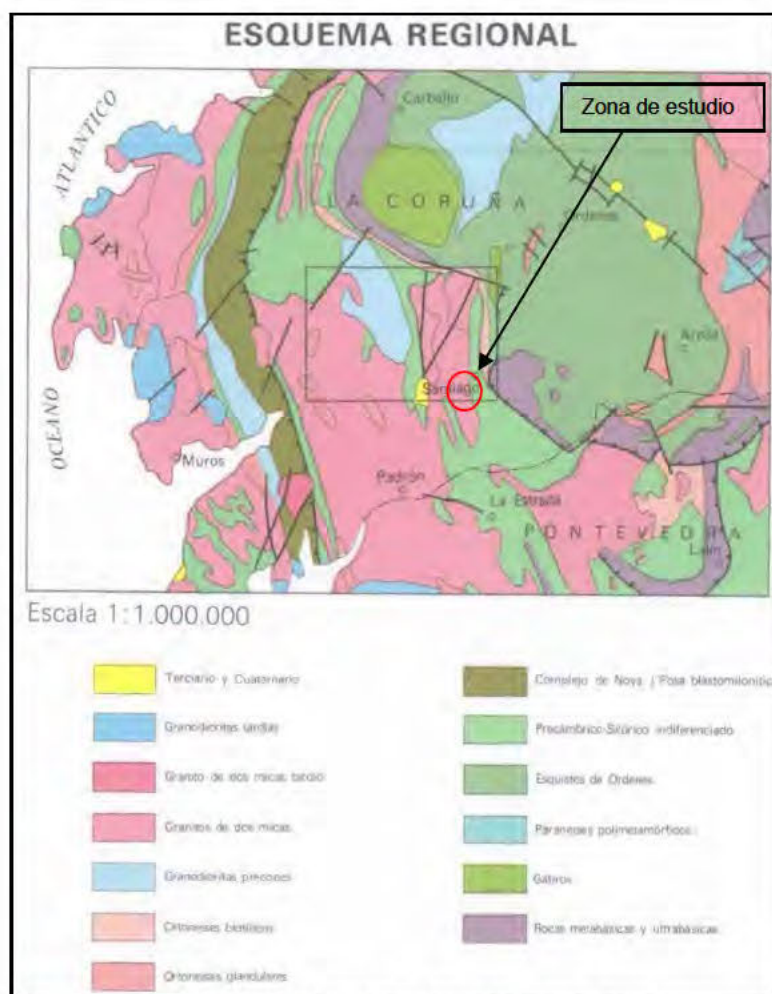 ESQUEMA REGIONAL
Zona de estudio
ATLANTICO
Carballo
LA CORUÑA
Ordenes
Arzúa
Santiago
OCEANO
Muros
Padrón
La Estrada
PONTEVEDRA
Lalín
Escala 1:1.000.000
Terciario y Cuaternario
Granodioritas tardías
Granito de dos micas tardío
Granitos de dos micas
Granodioritas precoces
Ortoneises biotíticos
Ortoneises glandulares
Complejo de Noya / Fosa blastomilonítica
Precámbrico-Silúrico indiferenciado
Esquistos de Ordenes
Paraneises polimetamórficos
Gabros
Rocas metabásicas y ultrabásicas